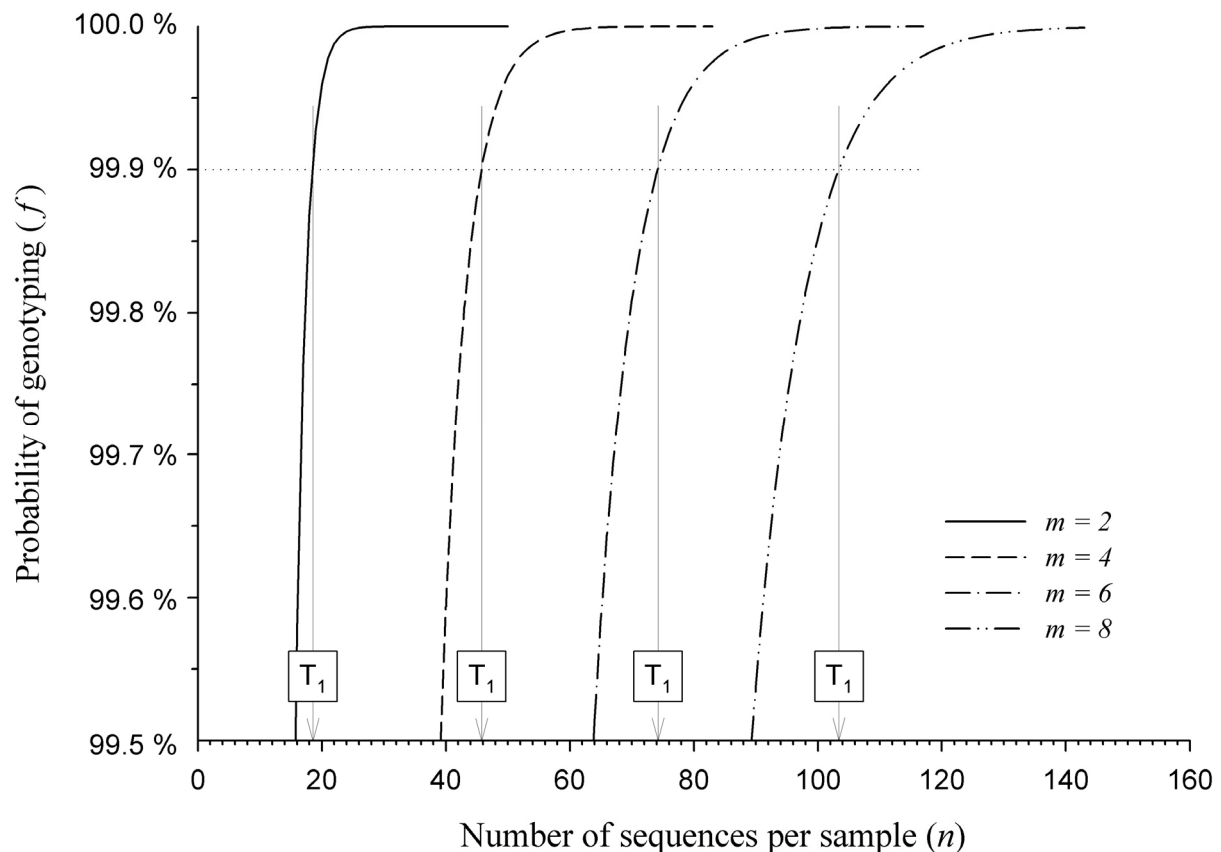 100.0 %
99.9 %
99.8 %
99.7 %
99.6 %
99.5 %
Probability of genotyping (f)
m = 2
m = 4
m = 6
m = 8
T1 T1 T1 T1
0 20 40 60 80 100 120 140 160
Number of sequences per sample (n)